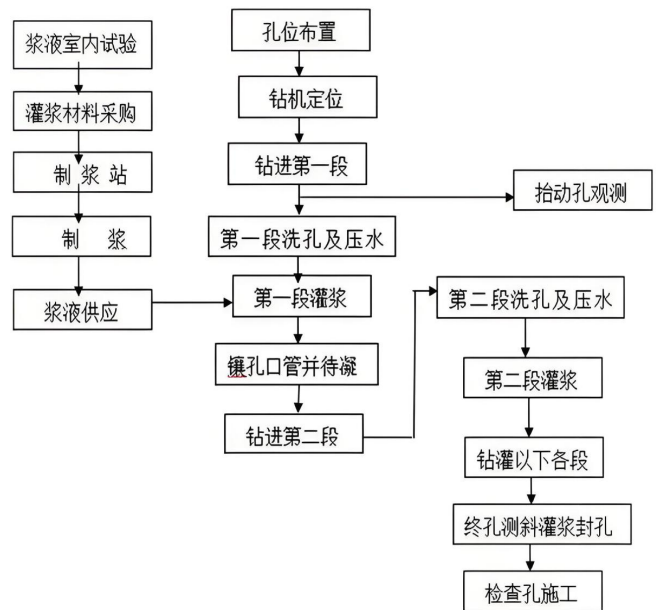 浆液室内试验
灌浆材料采购
制 浆 站
制 浆
浆液供应
孔位布置
钻机定位
钻进第一段
抬动孔观测
第一段洗孔及压水
第一段灌浆
镶孔口管并待凝
钻进第二段
第二段洗孔及压水
第二段灌浆
钻灌以下各段
终孔测斜灌浆封孔
检查孔施工